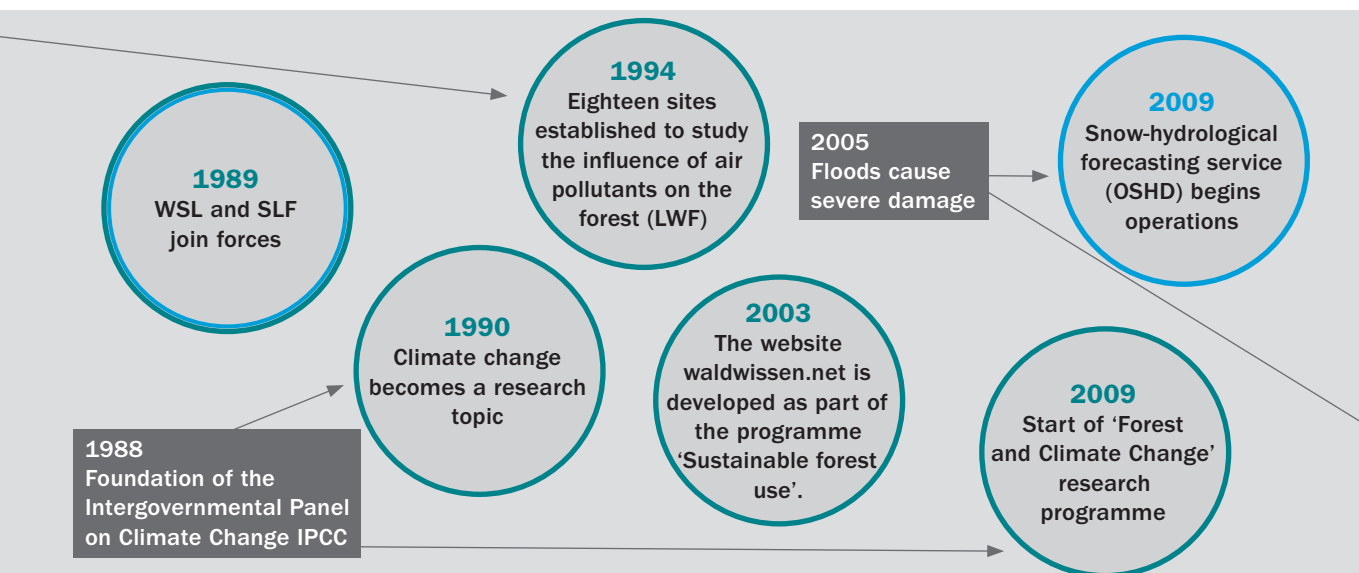 1989
WSL and SLF
join forces
1988
Foundation of the
Intergovernmental Panel
on Climate Change IPCC
1990
Climate change
becomes a research
topic
1994
Eighteen sites
established to study
the influence of air
pollutants on the
forest (LWF)
2003
The website
waldwissen.net is
developed as part of
the programme
‘Sustainable forest
use’.
2005
Floods cause
severe damage
2009
Snow-hydrological
forecasting service
(OSHD) begins
operations
2009
Start of ‘Forest
and Climate Change’
research
programme